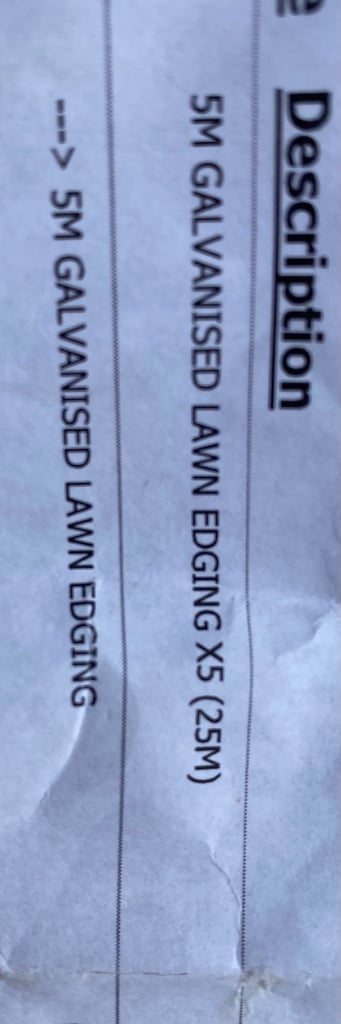 Description
5M GALVANISED LAWN EDGING X5 (25M)
---> 5M GALVANISED LAWN EDGING